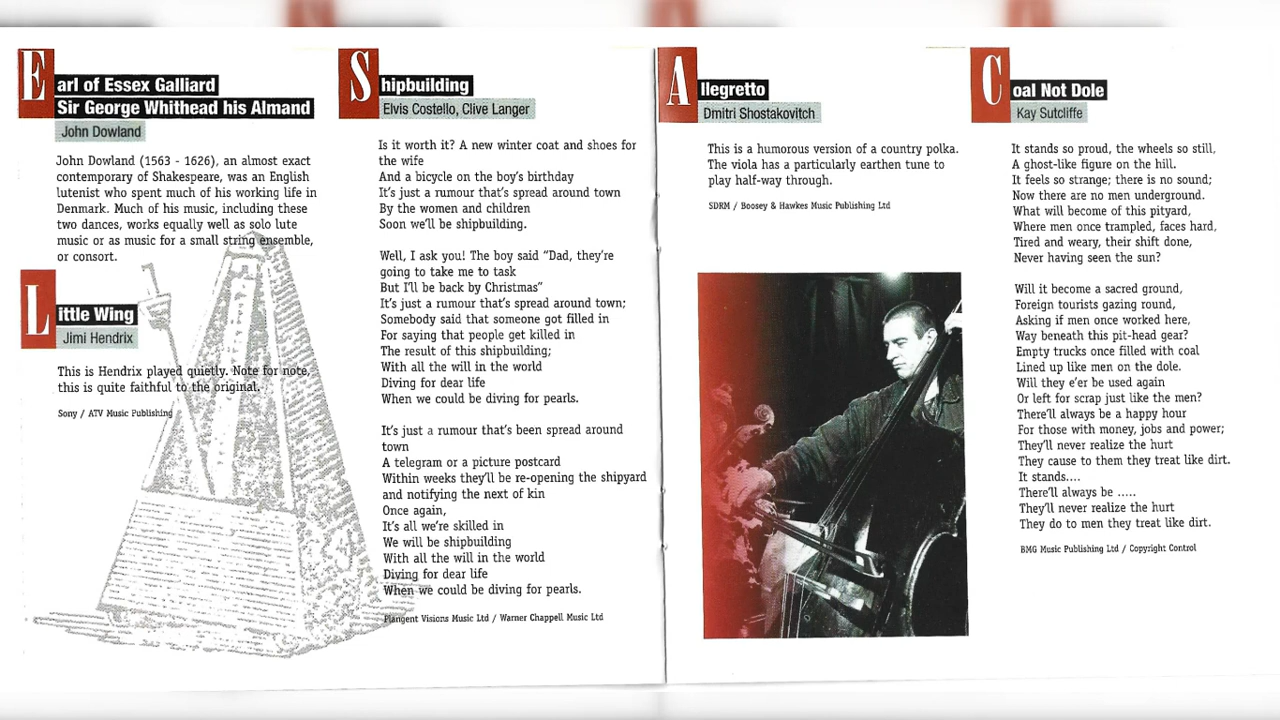 Earl of Essex Galliard
Sir George Whithead his Almand
John Dowland
John Dowland (1563 - 1626), an almost exact
contemporary of Shakespeare, was an English
lutenist who spent much of his working life in
Denmark. Much of his music, including these
two dances, works equally well as solo lute
music or as music for a small string ensemble,
or consort.
Little Wing
Jimi Hendrix
This is Hendrix played quietly. Note for note,
this is quite faithful to the original.
Sony / ATV Music Publishing
Shipbuilding
Elvis Costello, Clive Langer
Is it worth it? A new winter coat and shoes for
the wife
And a bicycle on the boy's birthday
It's just a rumour that's spread around town
By the women and children
Soon we'll be shipbuilding.
Well, I ask you! The boy said “Dad, they're
going to take me to task
But I'll be back by Christmas”
It's just a rumour that's spread around town;
Somebody said that someone got filled in
For saying that people get killed in
The result of this shipbuilding;
With all the will in the world
Diving for dear life
When we could be diving for pearls.
It's just a rumour that's been spread around
town
A telegram or a picture postcard
Within weeks they'll be re-opening the shipyard
and notifying the next of kin
Once again,
It's all we're skilled in
We will be shipbuilding
With all the will in the world
Diving for dear life
When we could be diving for pearls.
Plangent Visions Music Ltd / Warner Chappell Music Ltd
Allegretto
Dmitri Shostakovitch
This is a humorous version of a country polka.
The viola has a particularly earthen tune to
play half-way through.
SDRM / Boosey & Hawkes Music Publishing Ltd
Coal Not Dole
Kay Sutcliffe
It stands so proud, the wheels so still,
A ghost-like figure on the hill.
It feels so strange; there is no sound;
Now there are no men underground.
What will become of this pityard,
Where men once trampled, faces hard,
Tired and weary, their shift done,
Never having seen the sun?
Will it become a sacred ground,
Foreign tourists gazing round,
Asking if men once worked here,
Way beneath this pit-head gear?
Empty trucks once filled with coal
Lined up like men on the dole.
Will they e'er be used again
Or left for scrap just like the men?
There'll always be a happy hour
For those with money, jobs and power;
They'll never realize the hurt
They cause to them they treat like dirt.
It stands....
There'll always be .....
They'll never realize the hurt
They do to men they treat like dirt.
BMG Music Publishing Ltd / Copyright Control